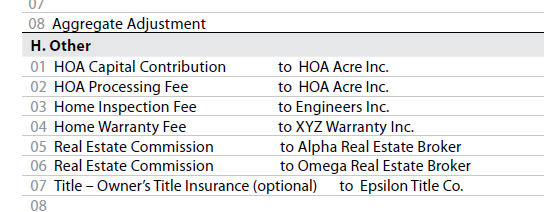 07
08 Aggregate Adjustment
H. Other
01 HOA Capital Contribution to HOA Acre Inc.
02 HOA Processing Fee to HOA Acre Inc.
03 Home Inspection Fee to Engineers Inc.
04 Home Warranty Fee to XYZ Warranty Inc.
05 Real Estate Commission to Alpha Real Estate Broker
06 Real Estate Commission to Omega Real Estate Broker
07 Title – Owner's Title Insurance (optional) to Epsilon Title Co.
08